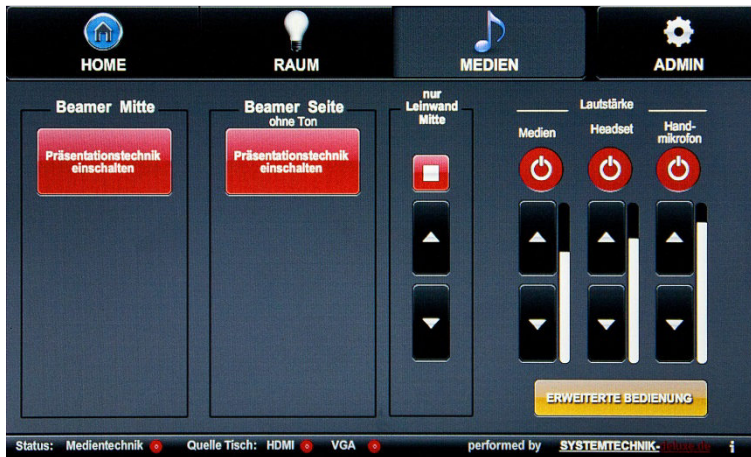 HOME
RAUM
MEDIEN
ADMIN
Beamer Mitte
Präsentationstechnik
einschalten
Beamer Seite
ohne Ton
Präsentationstechnik
einschalten
nur
Leinwand
Mitte
Lautstärke
Medien
Headset
Hand-
mikrofon
ERWEITERTE BEDIENUNG
Status: Medientechnik
Quelle Tisch: HDMI VGA
performed by SYSTEMTECHNIK-
i